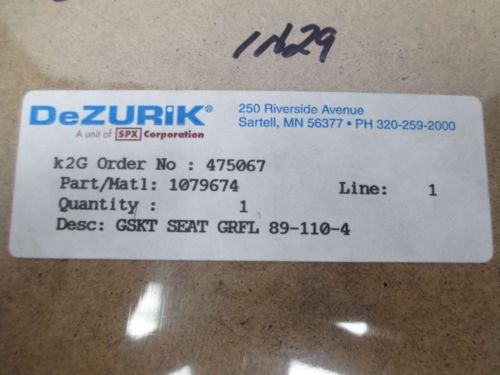 1N29
DeZURIK®
A unit of SPX Corporation
250 Riverside Avenue
Sartell, MN 56377 • PH 320-259-2000
k2G Order No : 475067
Part/Matl: 1079674 Line: 1
Quantity : 1
Desc: GSKT SEAT GRFL 89-110-4